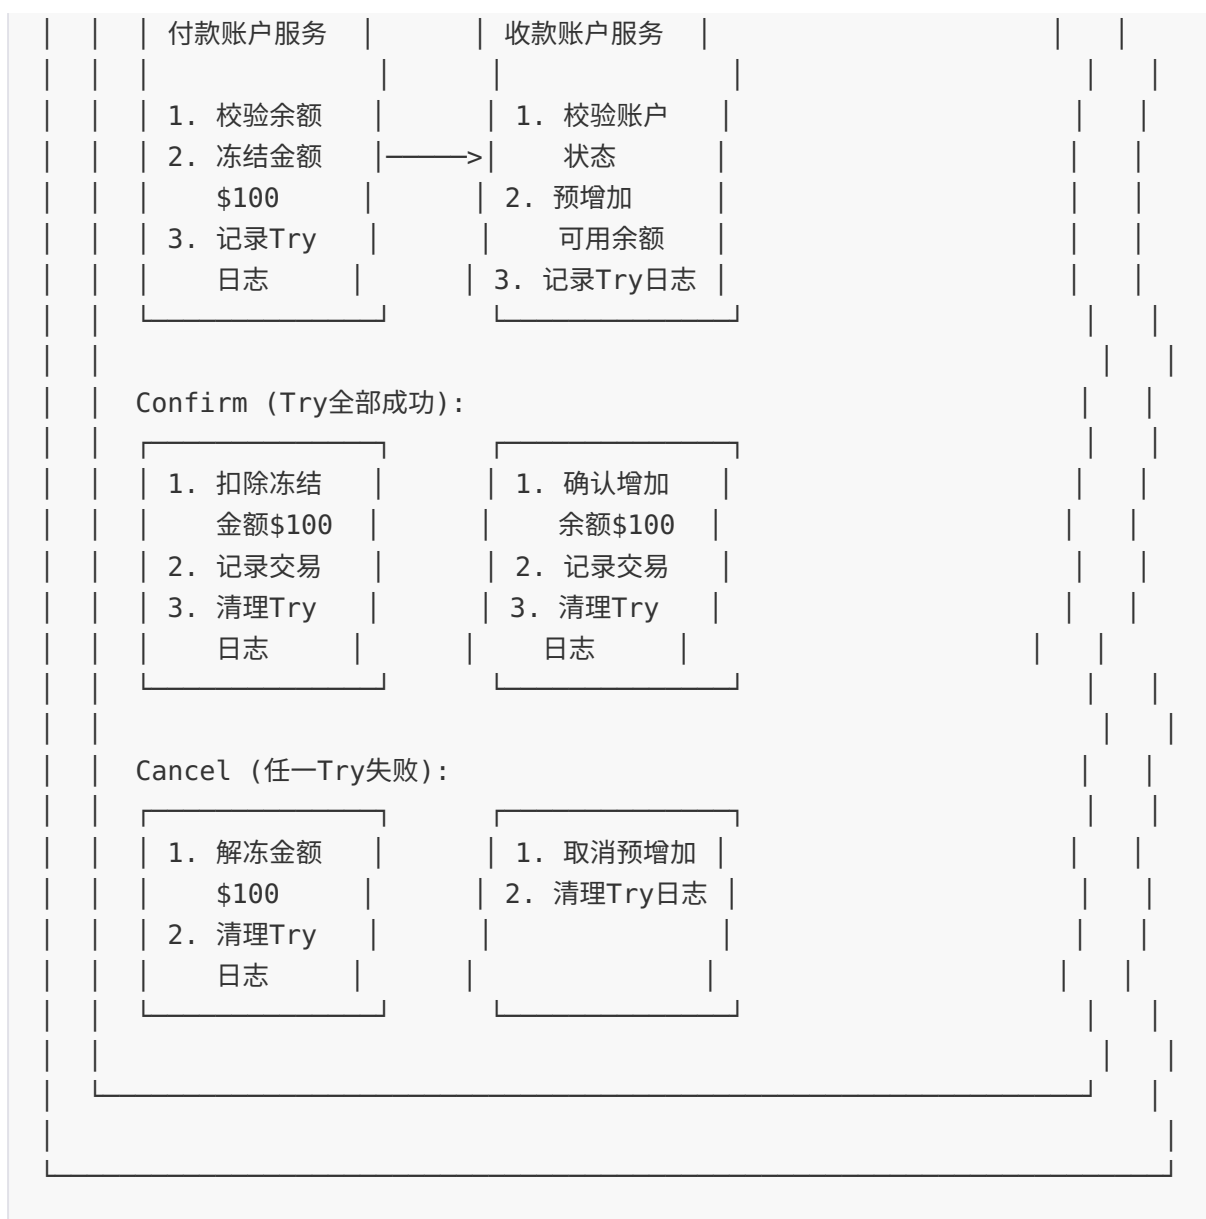 付款账户服务 收款账户服务
1. 校验余额 1. 校验账户
2. 冻结金额 ─────> 状态
$100 2. 预增加
3. 记录Try 可用余额
日志 3. 记录Try日志
Confirm (Try全部成功):
1. 扣除冻结 1. 确认增加
金额$100 余额$100
2. 记录交易 2. 记录交易
3. 清理Try 3. 清理Try
日志 日志
Cancel (任一Try失败):
1. 解冻金额 1. 取消预增加
$100 2. 清理Try日志
2. 清理Try
日志